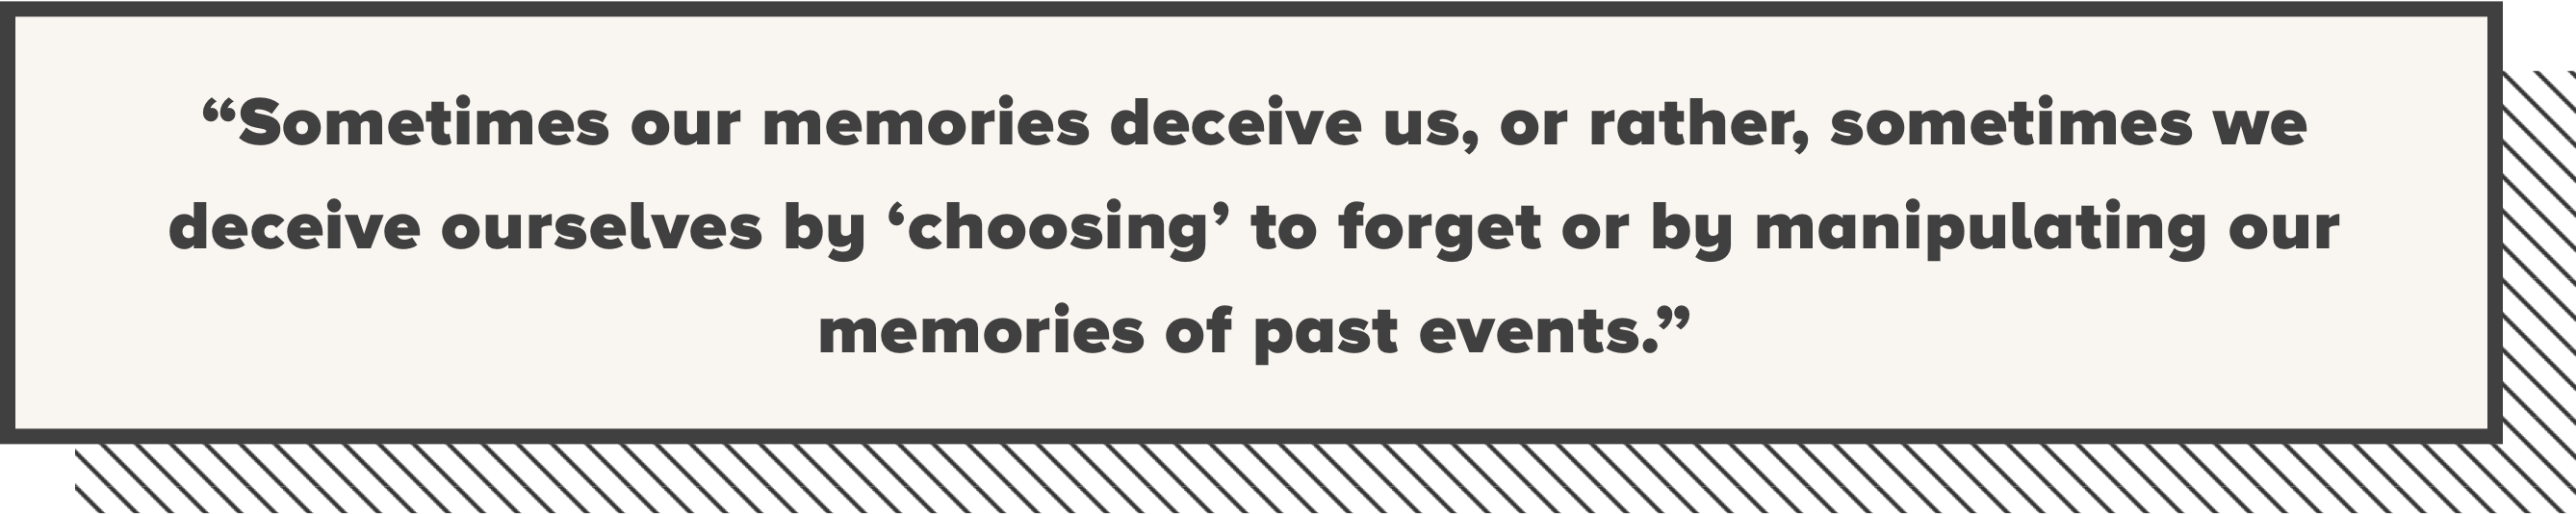 “Sometimes our memories deceive us, or rather, sometimes we
deceive ourselves by ‘choosing’ to forget or by manipulating our
memories of past events.”